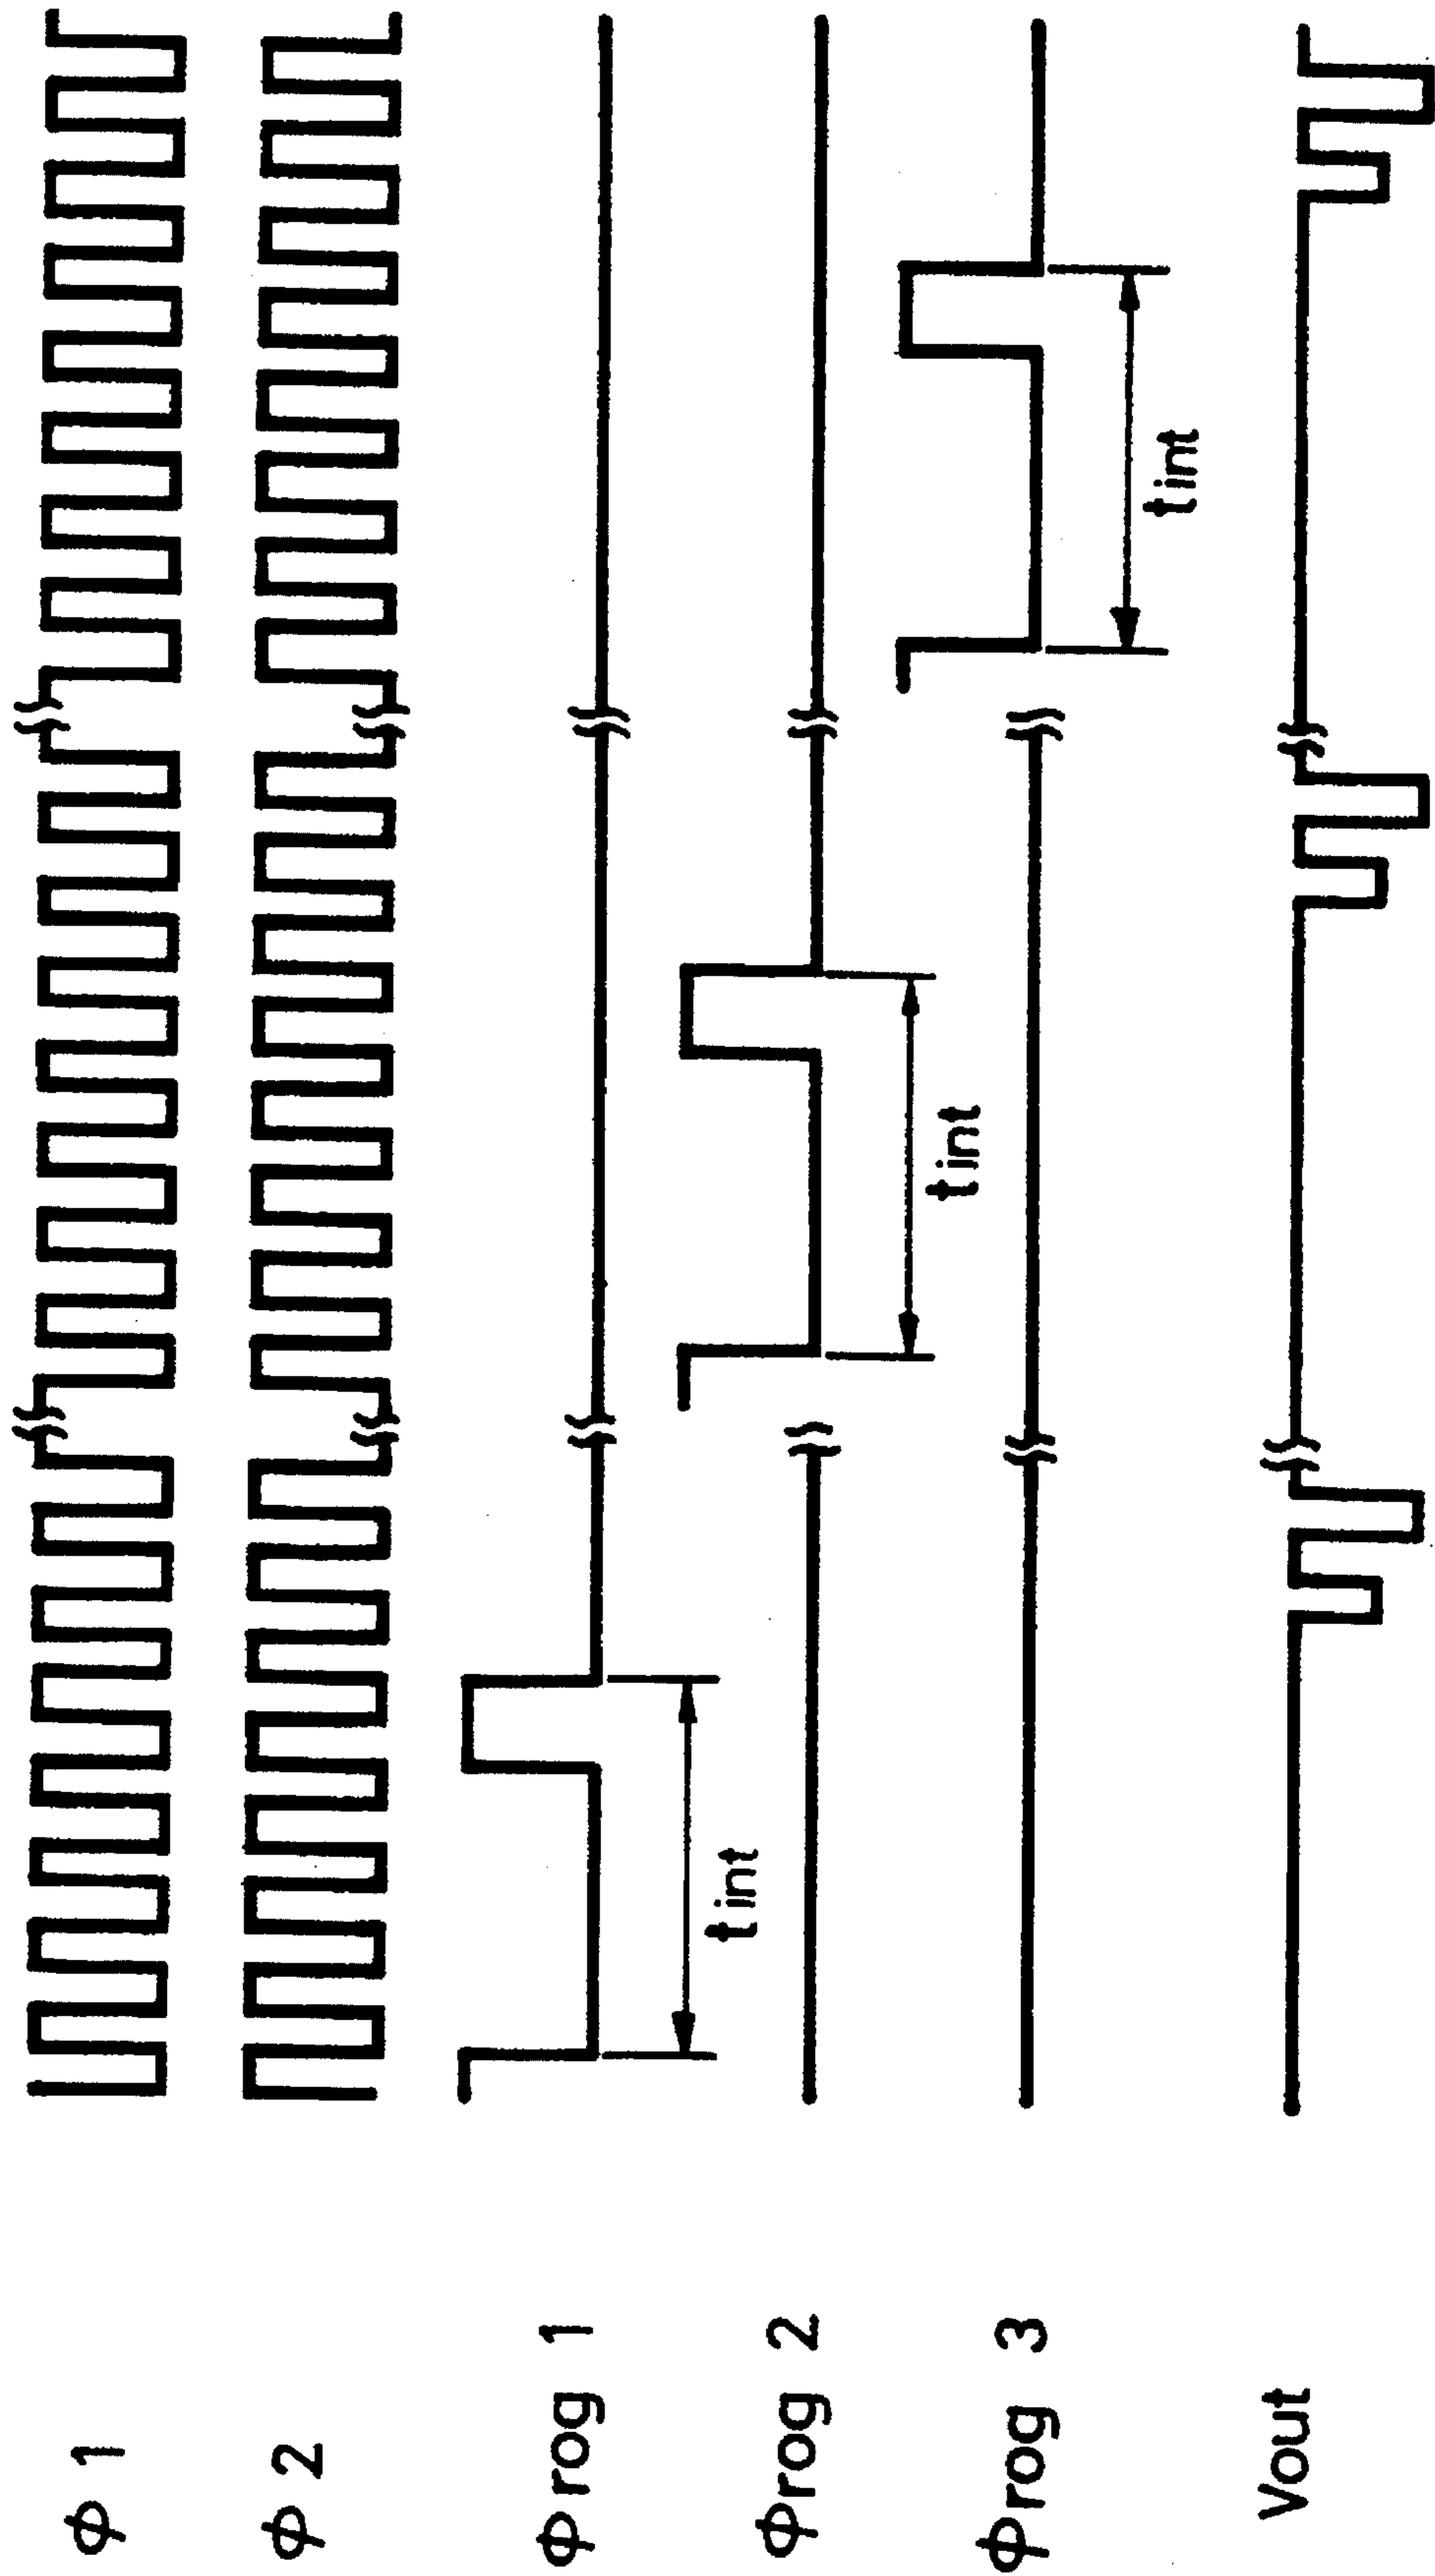 ϕ 1
ϕ 2
ϕrog 1
tint
ϕrog 2
tint
ϕrog 3
tint
Vout